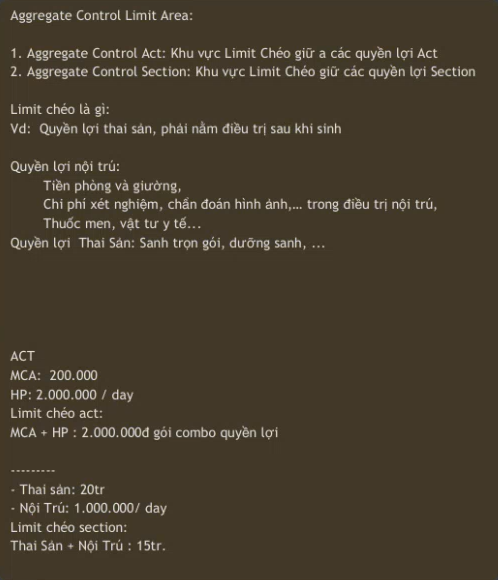 Aggregate Control Limit Area:
1. Aggregate Control Act: Khu vực Limit Chéo giữ a các quyền lợi Act
2. Aggregate Control Section: Khu vực Limit Chéo giữ các quyền lợi Section
Limit chéo là gì:
Vd: Quyền lợi thai sản, phải nằm điều trị sau khi sinh
Quyền lợi nội trú:
Tiền phòng và giường,
Chi phí xét nghiệm, chẩn đoán hình ảnh,... trong điều trị nội trú,
Thuốc men, vật tư y tế...
Quyền lợi Thai Sản: Sanh trọn gói, dưỡng sanh, ...
ACT
MCA: 200.000
HP: 2.000.000 / day
Limit chéo act:
MCA + HP : 2.000.000đ gói combo quyền lợi
---------
- Thai sản: 20tr
- Nội Trú: 1.000.000/ day
Limit chéo section:
Thai Sản + Nội Trú : 15tr.